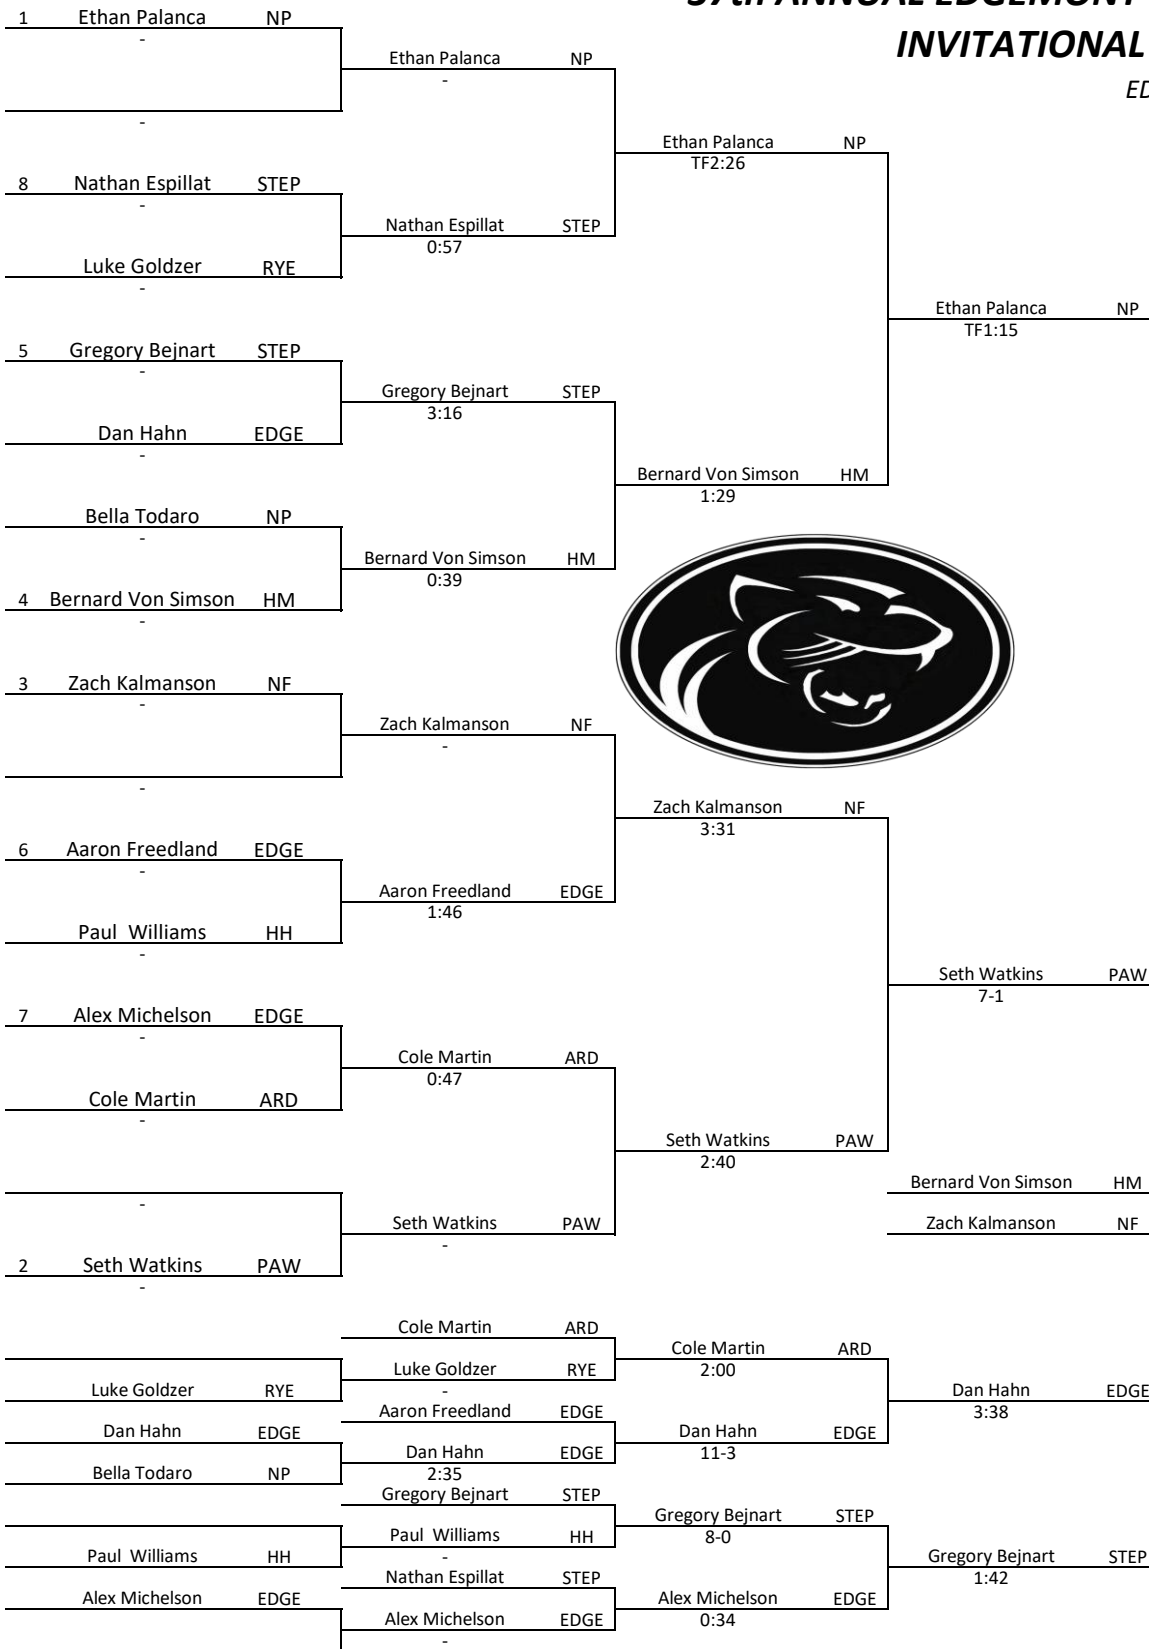 37th ANNUAL EDGEMONT
INVITATIONAL
ED
1 Ethan Palanca NP
-
Ethan Palanca NP
-
-
Ethan Palanca NP
TF2:26
8 Nathan Espillat STEP
-
Nathan Espillat STEP
0:57
Luke Goldzer RYE
-
Ethan Palanca NP
TF1:15
5 Gregory Bejnart STEP
-
Gregory Bejnart STEP
3:16
Dan Hahn EDGE
-
Bernard Von Simson HM
1:29
Bella Todaro NP
-
Bernard Von Simson HM
0:39
4 Bernard Von Simson HM
-
3 Zach Kalmanson NF
-
Zach Kalmanson NF
-
-
Zach Kalmanson NF
3:31
6 Aaron Freedland EDGE
-
Aaron Freedland EDGE
1:46
Paul  Williams HH
-
Seth Watkins PAW
7-1
7 Alex Michelson EDGE
-
Cole Martin ARD
0:47
Cole Martin ARD
-
Seth Watkins PAW
2:40
Bernard Von Simson HM
-
Seth Watkins PAW
-
Zach Kalmanson NF
2 Seth Watkins PAW
-
Cole Martin ARD
Cole Martin ARD
2:00
Luke Goldzer RYE
-
Luke Goldzer RYE
Dan Hahn EDGE
3:38
Aaron Freedland EDGE
Dan Hahn EDGE
Dan Hahn EDGE
11-3
Dan Hahn EDGE
2:35
Bella Todaro NP
Gregory Bejnart STEP
Gregory Bejnart STEP
8-0
Paul  Williams HH
-
Paul  Williams HH
Gregory Bejnart STEP
1:42
Nathan Espillat STEP
Alex Michelson EDGE
Alex Michelson EDGE
0:34
Alex Michelson EDGE
-